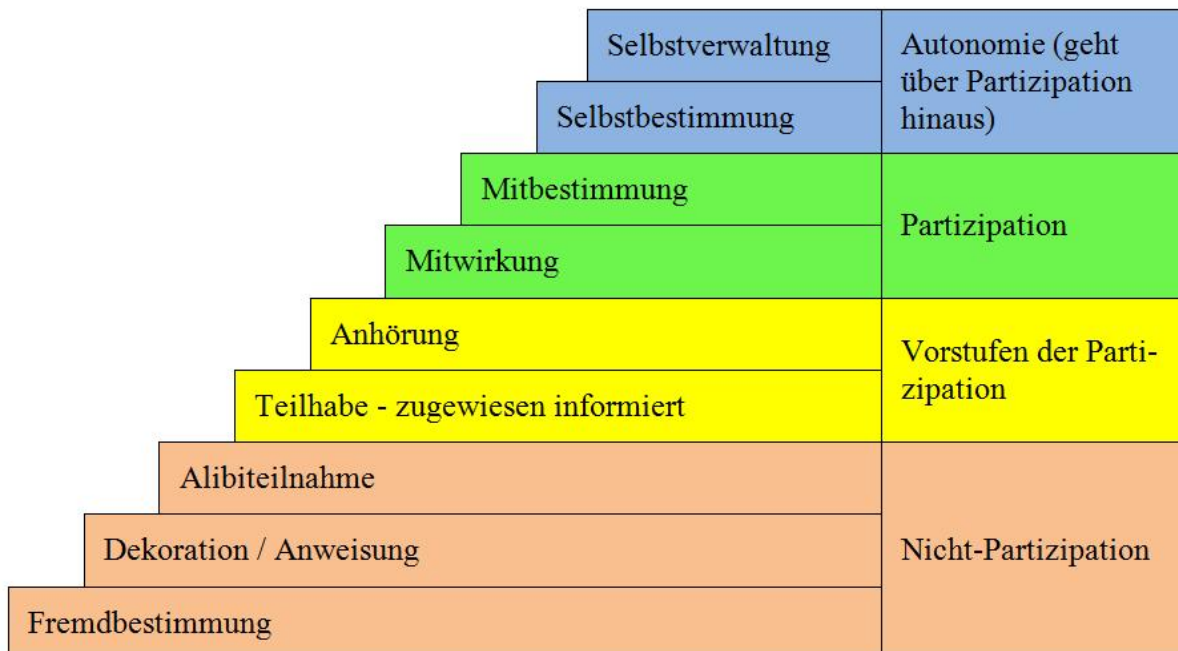 Selbstverwaltung
Autonomie (geht
über Partizipation
hinaus)
Selbstbestimmung
Mitbestimmung
Partizipation
Mitwirkung
Anhörung
Vorstufen der Parti-
zipation
Teilhabe - zugewiesen informiert
Alibiteilnahme
Dekoration / Anweisung
Nicht-Partizipation
Fremdbestimmung